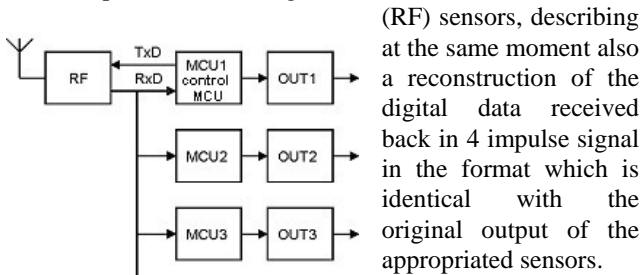 (RF) sensors, describing
at the same moment also
a reconstruction of the
digital data received
back in 4 impulse signal
in the format which is
identical with the
original output of the
appropriated sensors.
TxD
RF
RxD
MCU1
control
MCU
OUT1
MCU2
OUT2
MCU3
OUT3